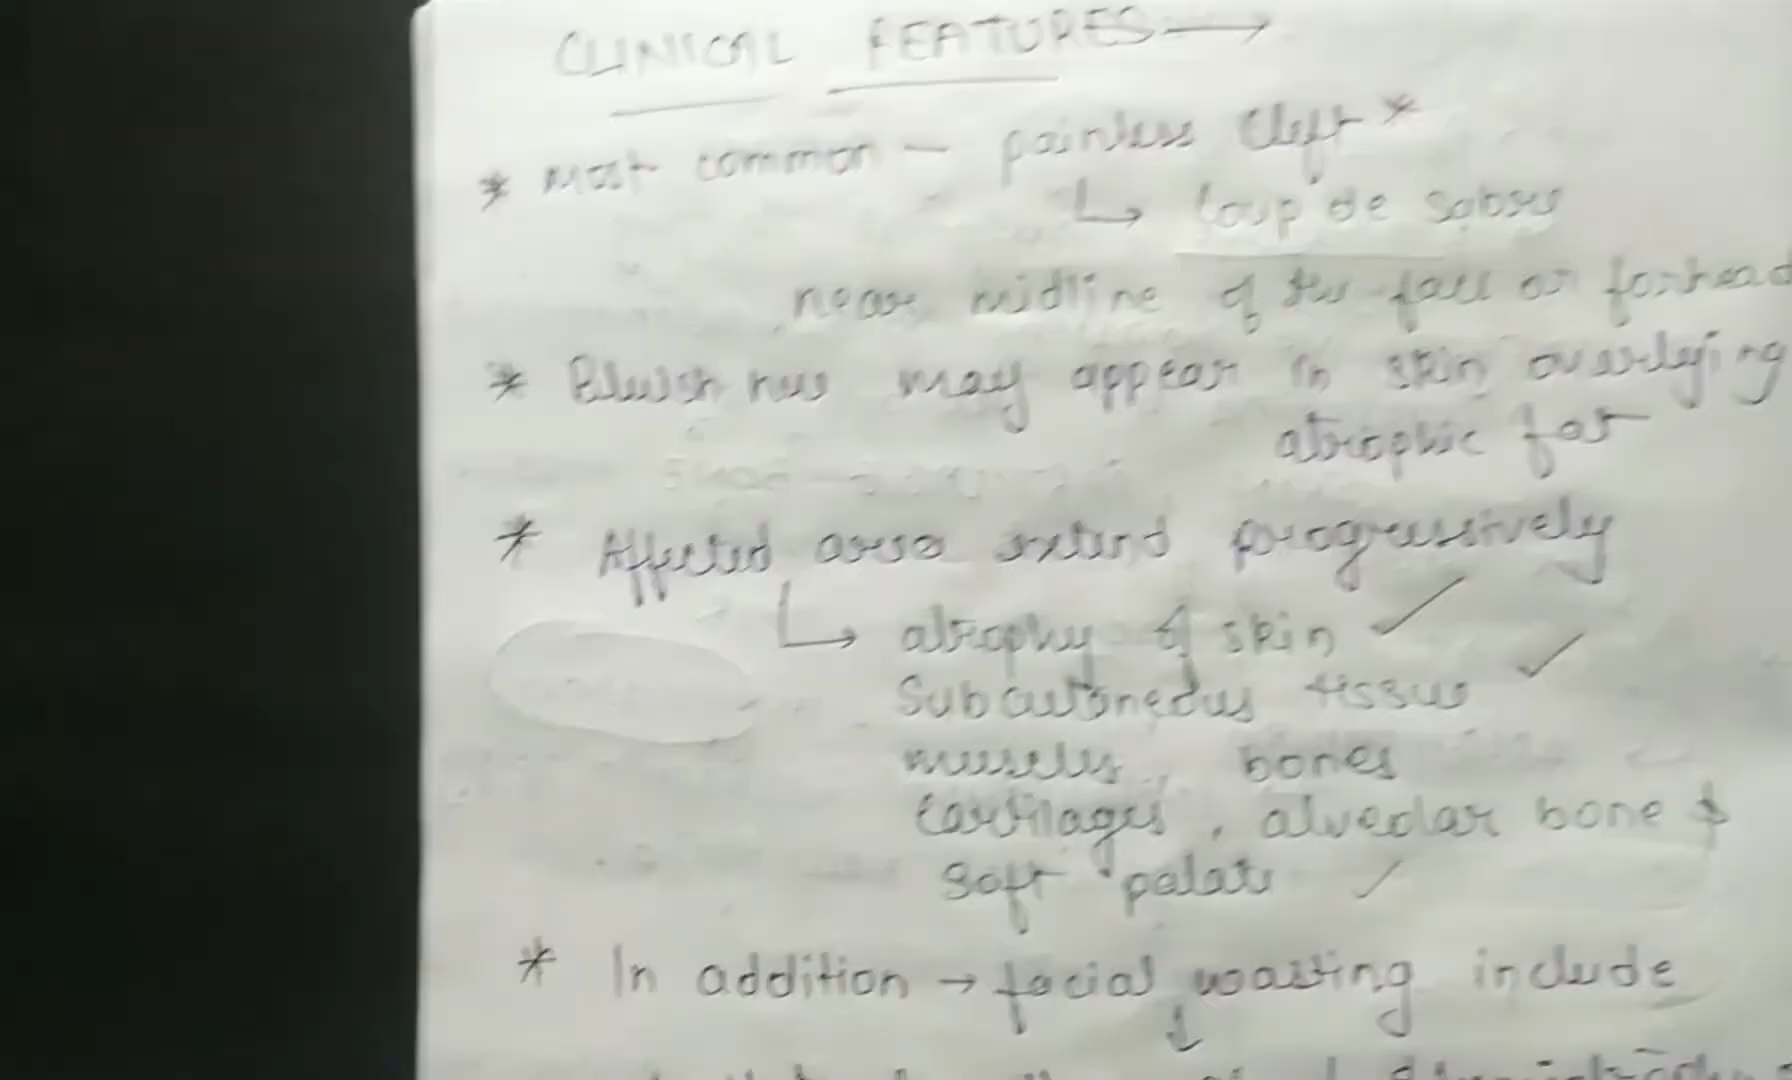 CLINICAL FEATURES →
* most common - painless cleft *
↳ Coup de sabre
near midline of the face or forhead
* Bluish hue may appear in skin overlying
atrophic fat
* Affected area extend progressively
↳ atrophy of skin ✓
Subcutaneous tissue ✓
muscles, bones
Cartilages, alveolar bone &
Soft palate ✓
* In addition → facial wasting include
↓